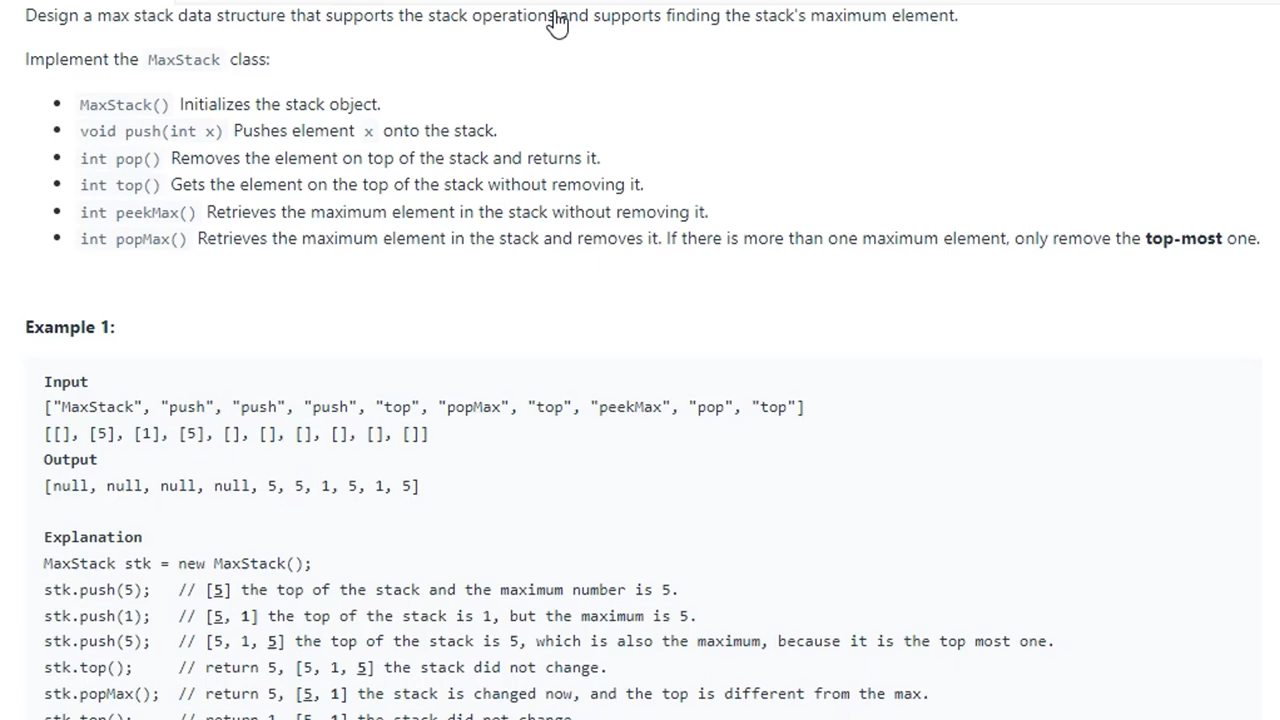 Design a max stack data structure that supports the stack operations and supports finding the stack's maximum element.
Implement the MaxStack class:
• MaxStack() Initializes the stack object.
• void push(int x) Pushes element x onto the stack.
• int pop() Removes the element on top of the stack and returns it.
• int top() Gets the element on the top of the stack without removing it.
• int peekMax() Retrieves the maximum element in the stack without removing it.
• int popMax() Retrieves the maximum element in the stack and removes it. If there is more than one maximum element, only remove the top-most one.
Example 1:
Input
["MaxStack", "push", "push", "push", "top", "popMax", "top", "peekMax", "pop", "top"]
[[], [5], [1], [5], [], [], [], [], [], []]
Output
[null, null, null, null, 5, 5, 1, 5, 1, 5]
Explanation
MaxStack stk = new MaxStack();
stk.push(5);   // [5] the top of the stack and the maximum number is 5.
stk.push(1);   // [5, 1] the top of the stack is 1, but the maximum is 5.
stk.push(5);   // [5, 1, 5] the top of the stack is 5, which is also the maximum, because it is the top most one.
stk.top();     // return 5, [5, 1, 5] the stack did not change.
stk.popMax();  // return 5, [5, 1] the stack is changed now, and the top is different from the max.
stk.top();     // return 1, [5, 1] the stack did not change.